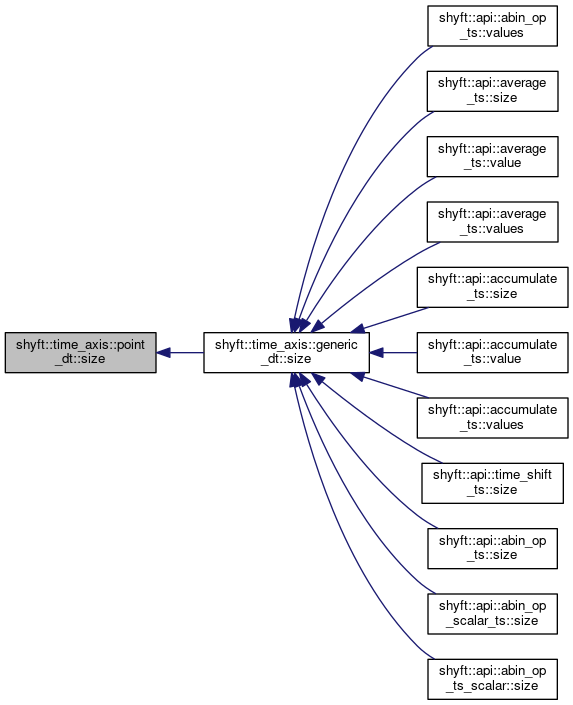 shyft::time_axis::point
_dt::size
shyft::time_axis::generic
_dt::size
shyft::api::abin_op
_ts::values
shyft::api::average
_ts::size
shyft::api::average
_ts::value
shyft::api::average
_ts::values
shyft::api::accumulate
_ts::size
shyft::api::accumulate
_ts::value
shyft::api::accumulate
_ts::values
shyft::api::time_shift
_ts::size
shyft::api::abin_op
_ts::size
shyft::api::abin_op
_scalar_ts::size
shyft::api::abin_op
_ts_scalar::size